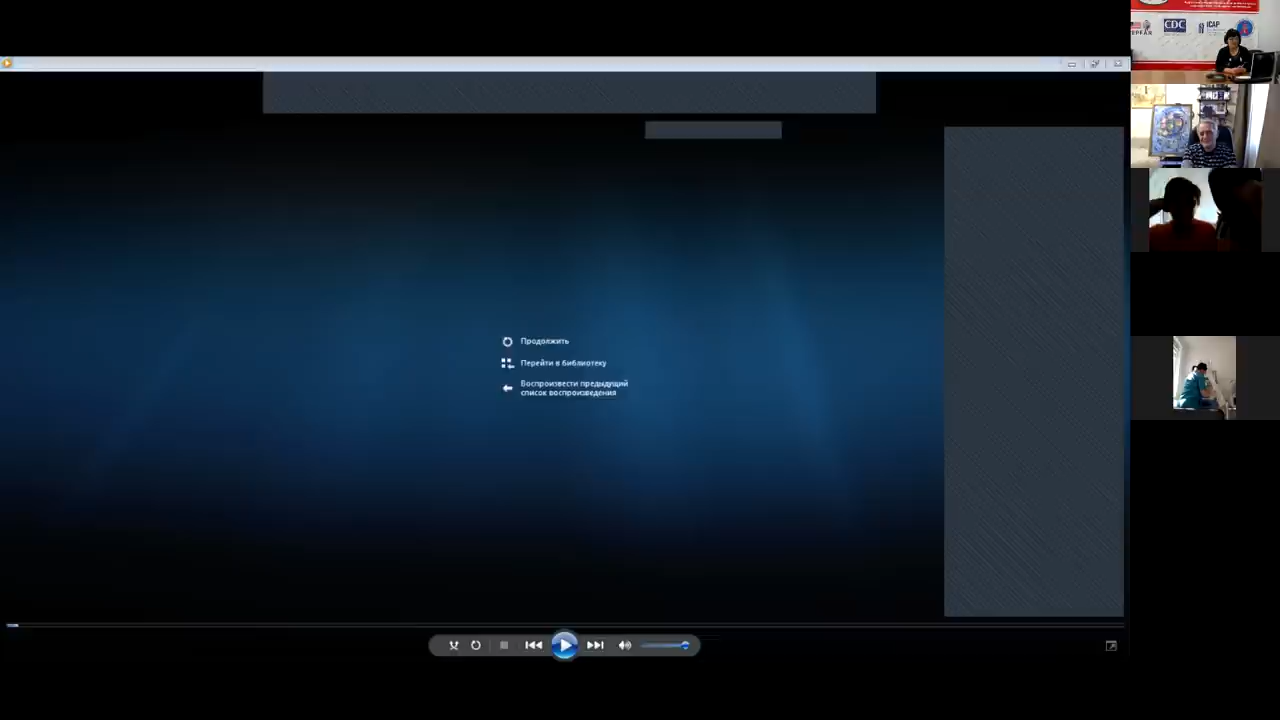 CDC
ICAP
Продолжить
Перейти в библиотеку
Воспроизвести предыдущий
список воспроизведения